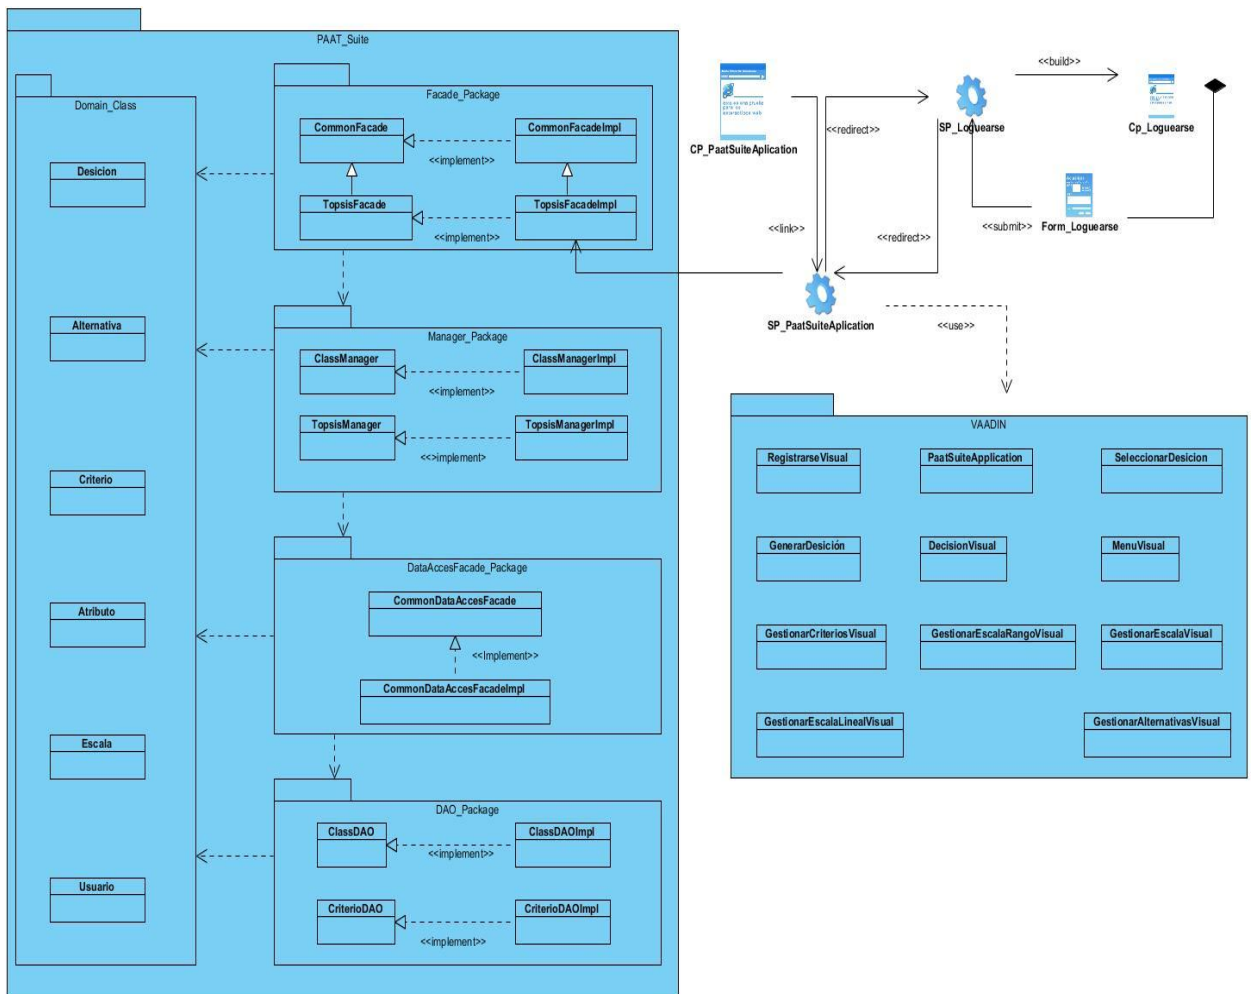 PAAT_Suite
Domain_Class
Desicion
Alternativa
Criterio
Atributo
Escala
Usuario
Facade_Package
CommonFacade
<<implement>>
CommonFacadeImpl
TopsisFacade
<<implement>>
TopsisFacadeImpl
Manager_Package
ClassManager
<<implement>>
ClassManagerImpl
TopsisManager
<<>implement>
TopsisManagerImpl
DataAccesFacade_Package
CommonDataAccesFacade
<<Implement>>
CommonDataAccesFacadeImpl
DAO_Package
ClassDAO
<<implement>>
ClassDAOImpl
CriterioDAO
<<implement>>
CriterioDAOImpl
CP_PaatSuiteAplication
<<redirect>>
SP_Loguearse
<<build>>
Cp_Loguearse
<<link>>
<<redirect>>
<<submit>>
Form_Loguearse
SP_PaatSuiteAplication
<<use>>
VAADIN
RegistrarseVisual
PaatSuiteApplication
SeleccionarDesicion
GenerarDesición
DecisionVisual
MenuVisual
GestionarCriteriosVisual
GestionarEscalaRangoVisual
GestionarEscalaVisual
GestionarEscalaLinealVisual
GestionarAlternativasVisual